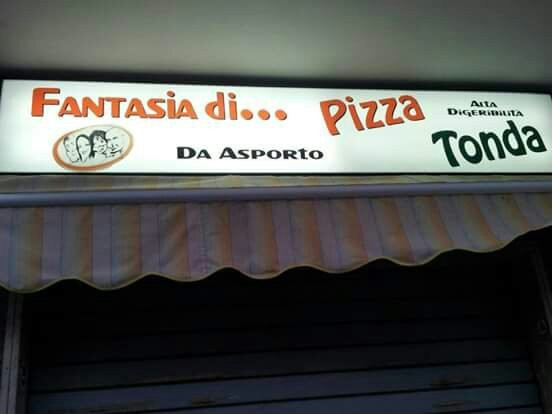 FANTASIA di...
Pizza
ALTA
DIGERIBILITÀ
DA ASPORTO
Tonda